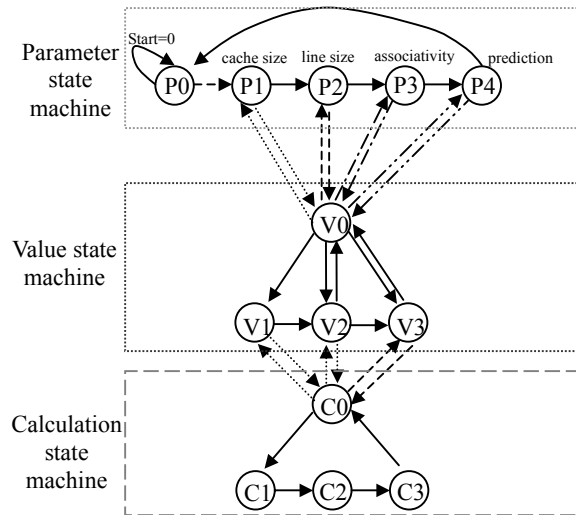 Start=0
cache size line size associativity prediction
Parameter
state
machine
P0 P1 P2 P3 P4
V0
Value state
machine
V1 V2 V3
C0
Calculation
state
machine
C1 C2 C3